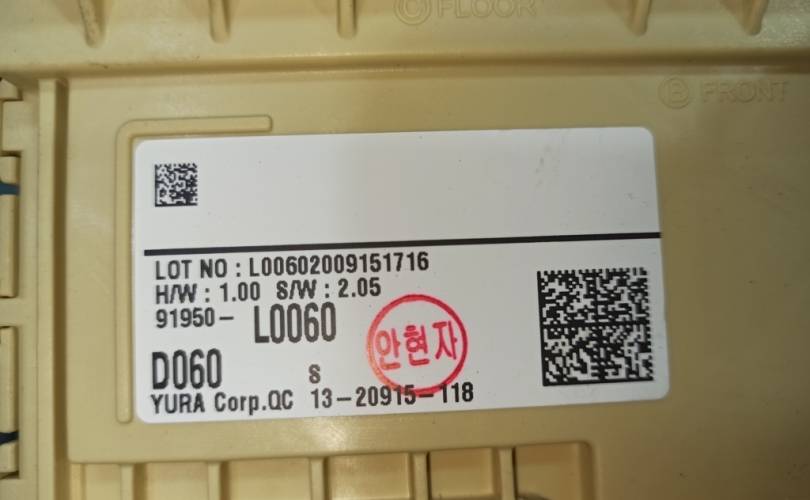 Ⓒ FLOOR
Ⓑ FRONT
LOT NO : L00602009151716
H/W : 1.00 S/W : 2.05
91950- L0060
안현자
D060 S
YURA Corp.QC 13-20915-118